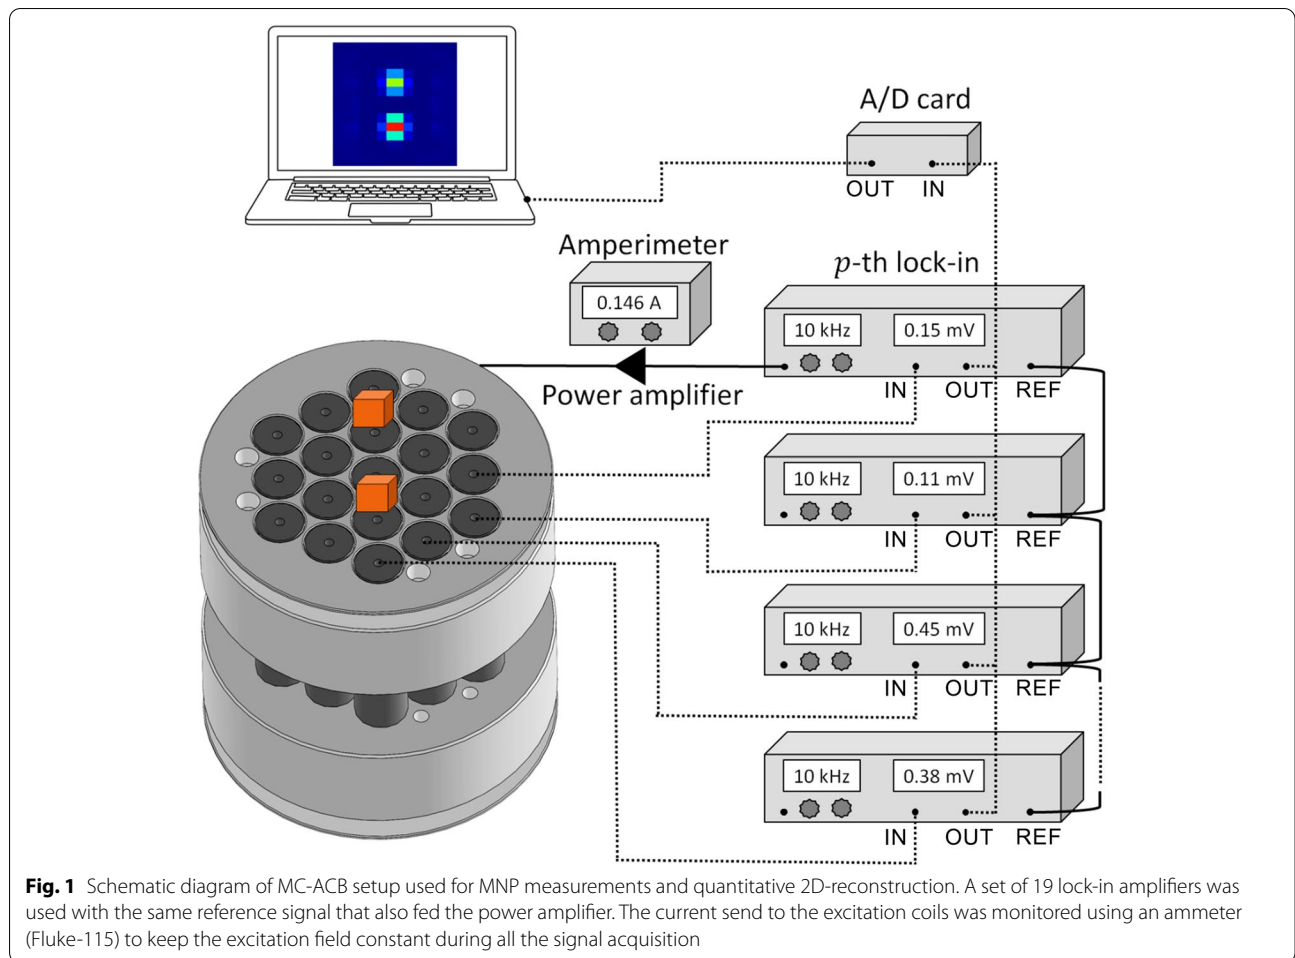 A/D card
OUT IN
Amperimeter
0.146 A
Power amplifier
p-th lock-in
10 kHz 0.15 mV
IN OUT REF
10 kHz 0.11 mV
IN OUT REF
10 kHz 0.45 mV
IN OUT REF
10 kHz 0.38 mV
IN OUT REF
Fig. 1 Schematic diagram of MC-ACB setup used for MNP measurements and quantitative 2D-reconstruction. A set of 19 lock-in amplifiers was
used with the same reference signal that also fed the power amplifier. The current send to the excitation coils was monitored using an ammeter
(Fluke-115) to keep the excitation field constant during all the signal acquisition